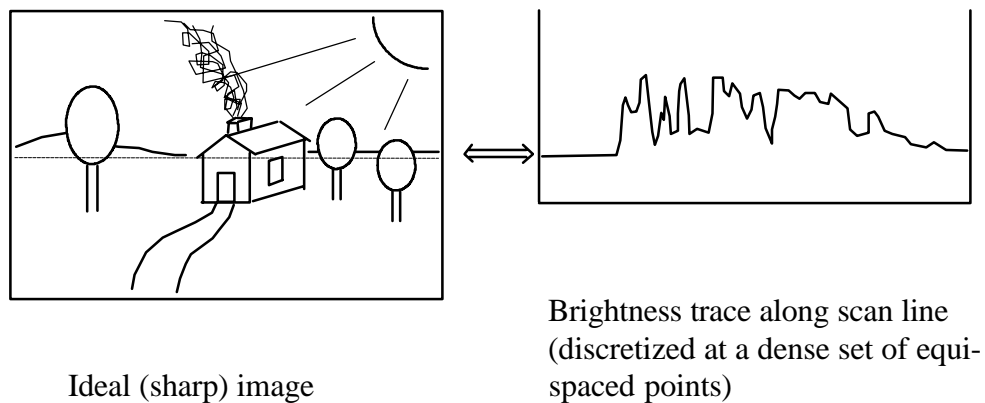 Ideal (sharp) image
Brightness trace along scan line
(discretized at a dense set of equi-
spaced points)